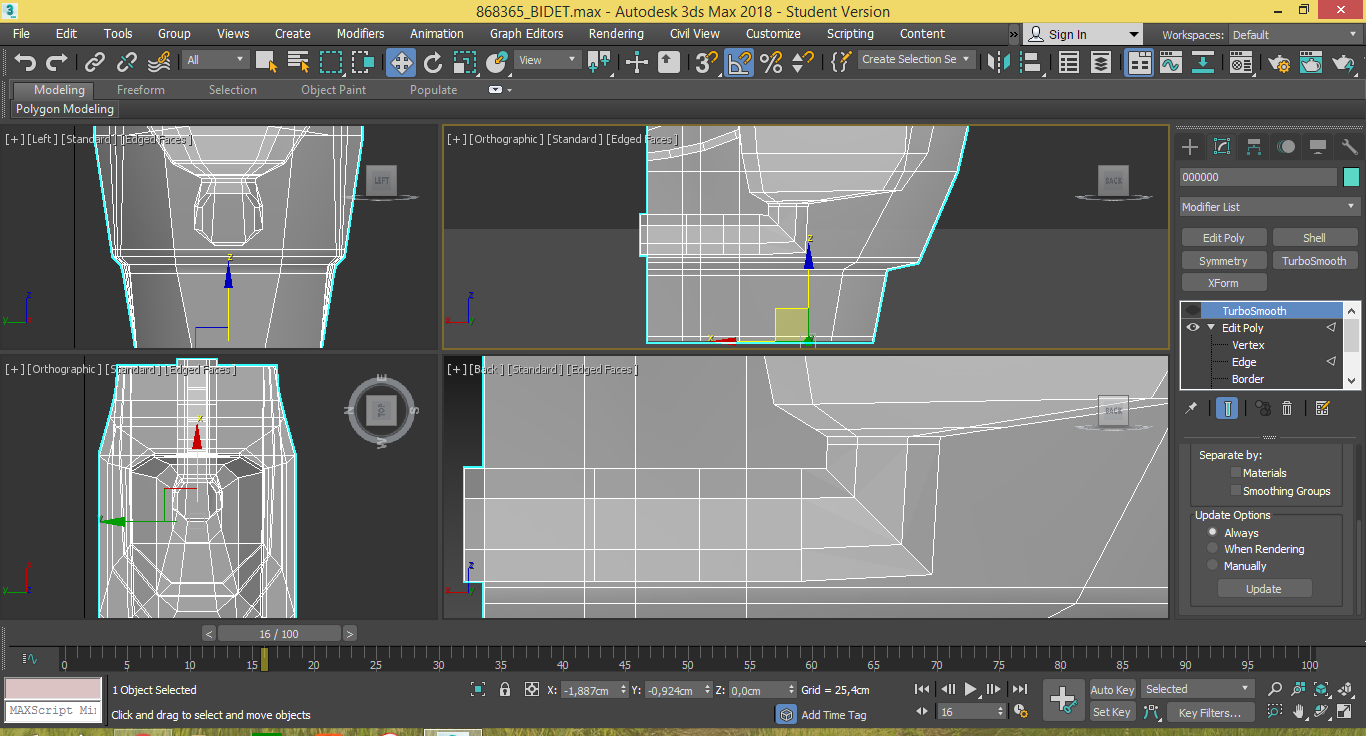 868365_BIDET.max - Autodesk 3ds Max 2018 - Student Version
File Edit Tools Group Views Create Modifiers Animation Graph Editors Rendering Civil View Customize Scripting Content » Sign In Workspaces: Default
All View Create Selection Se
Modeling Freeform Selection Object Paint Populate
Polygon Modeling
[+] [Left] [Standard] [Edged Faces]
LEFT
z
z
y
x
[+] [Orthographic] [Standard] [Edged Faces]
BACK
z
x
z
x
y
[+] [Orthographic] [Standard] [Edged Faces]
TOP
E
N
S
W
x
x
y
z
[+] [Back] [Standard] [Edged Faces]
BACK
z
x
000000
Modifier List
Edit Poly Shell
Symmetry TurboSmooth
XForm
TurboSmooth
Edit Poly
Vertex
Edge
Border
Separate by:
Materials
Smoothing Groups
Update Options
Always
When Rendering
Manually
Update
< 16 / 100 >
0 5 10 15 20 25 30 35 40 45 50 55 60 65 70 75 80 85 90 95 100
1 Object Selected X: -1,887cm Y: -0,924cm Z: 0,0cm Grid = 25,4cm Auto Key Selected
MAXScript Mi
Click and drag to select and move objects Add Time Tag 16 Set Key Key Filters...